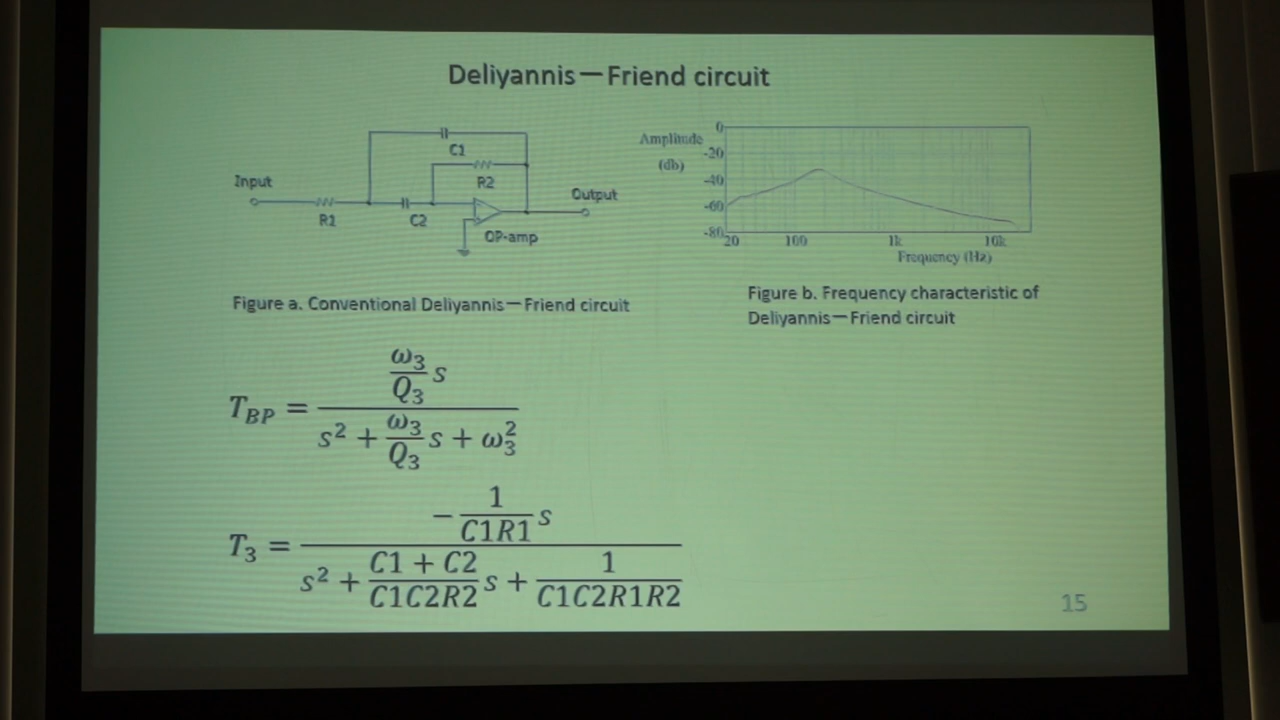 Deliyannis—Friend circuit
C1
R2
Input
R1
C2
OP-amp
Output
Figure a. Conventional Deliyannis—Friend circuit
Amplitude
(db)
0
-20
-40
-60
-80
20 100 1k 10k
Frequency (Hz)
Figure b. Frequency characteristic of
Deliyannis—Friend circuit
T_BP = (ω₃/Q₃ s) / (s² + ω₃/Q₃ s + ω₃²)
T₃ = (− 1/C1R1 s) / (s² + (C1 + C2)/C1C2R2 s + 1/C1C2R1R2)
15